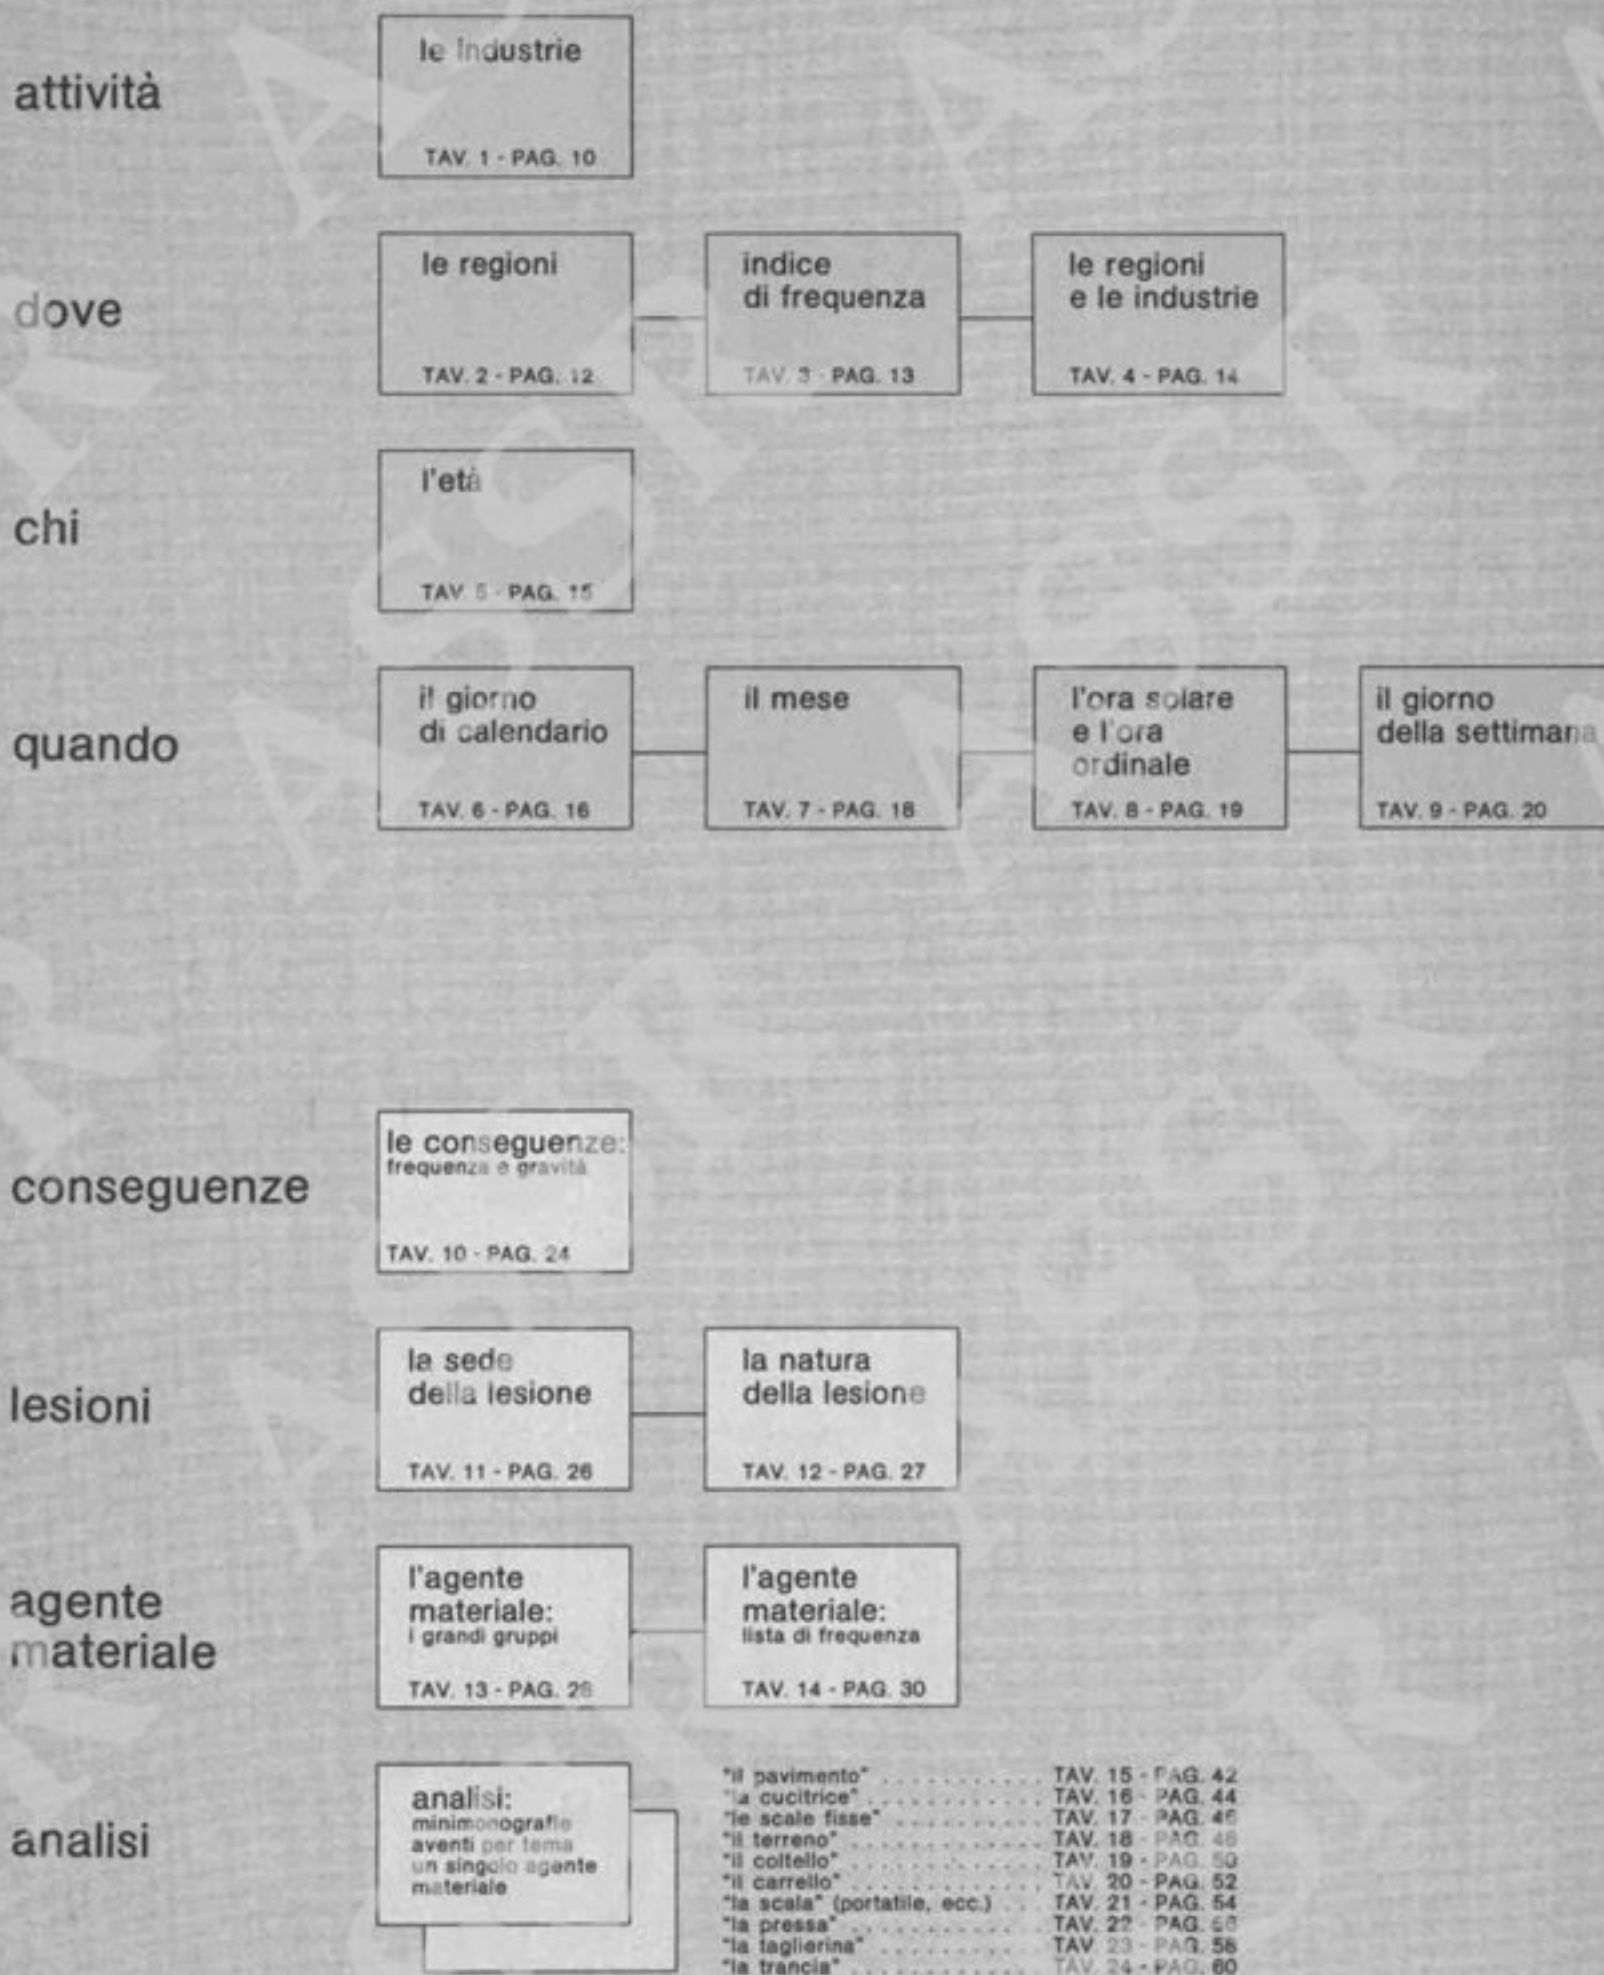 attività
le industrie
TAV. 1 - PAG. 10
dove
le regioni
TAV. 2 - PAG. 12
indice
di frequenza
TAV. 3 - PAG. 13
le regioni
e le industrie
TAV. 4 - PAG. 14
chi
l'età
TAV. 5 - PAG. 15
quando
il giorno
di calendario
TAV. 6 - PAG. 16
il mese
TAV. 7 - PAG. 18
l'ora solare
e l'ora
ordinale
TAV. 8 - PAG. 19
il giorno
della settimana
TAV. 9 - PAG. 20
conseguenze
le conseguenze:
frequenza e gravità
TAV. 10 - PAG. 24
lesioni
la sede
della lesione
TAV. 11 - PAG. 26
la natura
della lesione
TAV. 12 - PAG. 27
agente
materiale
l'agente
materiale:
i grandi gruppi
TAV. 13 - PAG. 28
l'agente
materiale:
lista di frequenza
TAV. 14 - PAG. 30
analisi
analisi:
minimonografie
aventi per tema
un singolo agente
materiale
"il pavimento" . . . . . . . . . . . TAV. 15 - PAG. 42
"la cucitrice" . . . . . . . . . . . . TAV. 16 - PAG. 44
"le scale fisse" . . . . . . . . . . TAV. 17 - PAG. 46
"il terreno" . . . . . . . . . . . . . TAV. 18 - PAG. 48
"il coltello" . . . . . . . . . . . . . TAV. 19 - PAG. 50
"il carrello" . . . . . . . . . . . . . TAV. 20 - PAG. 52
"la scala" (portatile, ecc.) . . . TAV. 21 - PAG. 54
"la pressa" . . . . . . . . . . . . . TAV. 22 - PAG. 56
"la taglierina" . . . . . . . . . . . TAV. 23 - PAG. 58
"la trancia" . . . . . . . . . . . . . TAV. 24 - PAG. 60